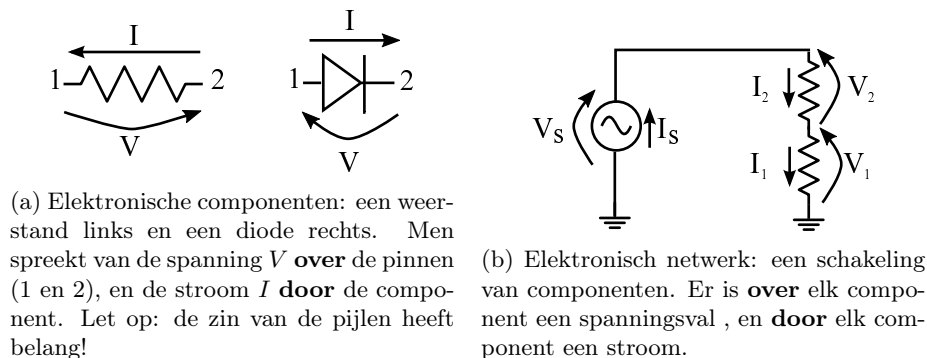 I
1
2
V
I
1
2
V
V_S
I_S
I_2
V_2
I_1
V_1
(a) Elektronische componenten: een weer-
stand links en een diode rechts. Men
spreekt van de spanning V over de pinnen
(1 en 2), en de stroom I door de compo-
nent. Let op: de zin van de pijlen heeft
belang!
(b) Elektronisch netwerk: een schakeling
van componenten. Er is over elk compo-
nent een spanningsval , en door elk com-
ponent een stroom.